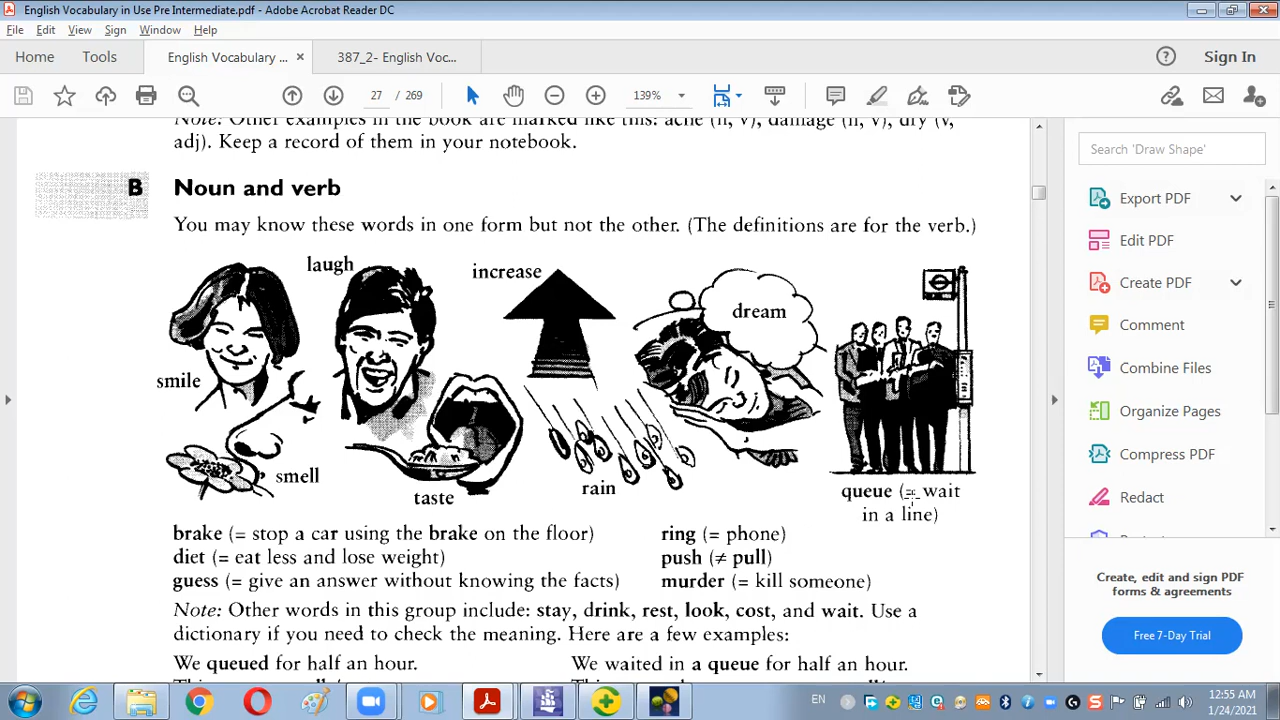 English Vocabulary in Use Pre Intermediate.pdf - Adobe Acrobat Reader DC
File Edit View Sign Window Help
Home Tools English Vocabulary ... × 387_2- English Voc... Sign In
27 / 269 139%
Note: Other examples in the book are marked like this: ache (n, v), damage (n, v), dry (v,
adj). Keep a record of them in your notebook.
B Noun and verb
You may know these words in one form but not the other. (The definitions are for the verb.)
laugh
increase
dream
smile
smell
taste
rain
queue (= wait
in a line)
brake (= stop a car using the brake on the floor)
ring (= phone)
diet (= eat less and lose weight)
push (≠ pull)
guess (= give an answer without knowing the facts)
murder (= kill someone)
Note: Other words in this group include: stay, drink, rest, look, cost, and wait. Use a
dictionary if you need to check the meaning. Here are a few examples:
We queued for half an hour.
We waited in a queue for half an hour.
Search 'Draw Shape'
Export PDF
Edit PDF
Create PDF
Comment
Combine Files
Organize Pages
Compress PDF
Redact
Create, edit and sign PDF
forms & agreements
Free 7-Day Trial
EN
12:55 AM
1/24/2021